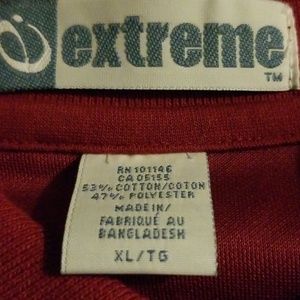 extreme
TM
RN 101146
CA 05155
53% COTTON/COTON
47% POLYESTER
MADE IN/
FABRIQUÉ AU
BANGLADESH
XL/TG